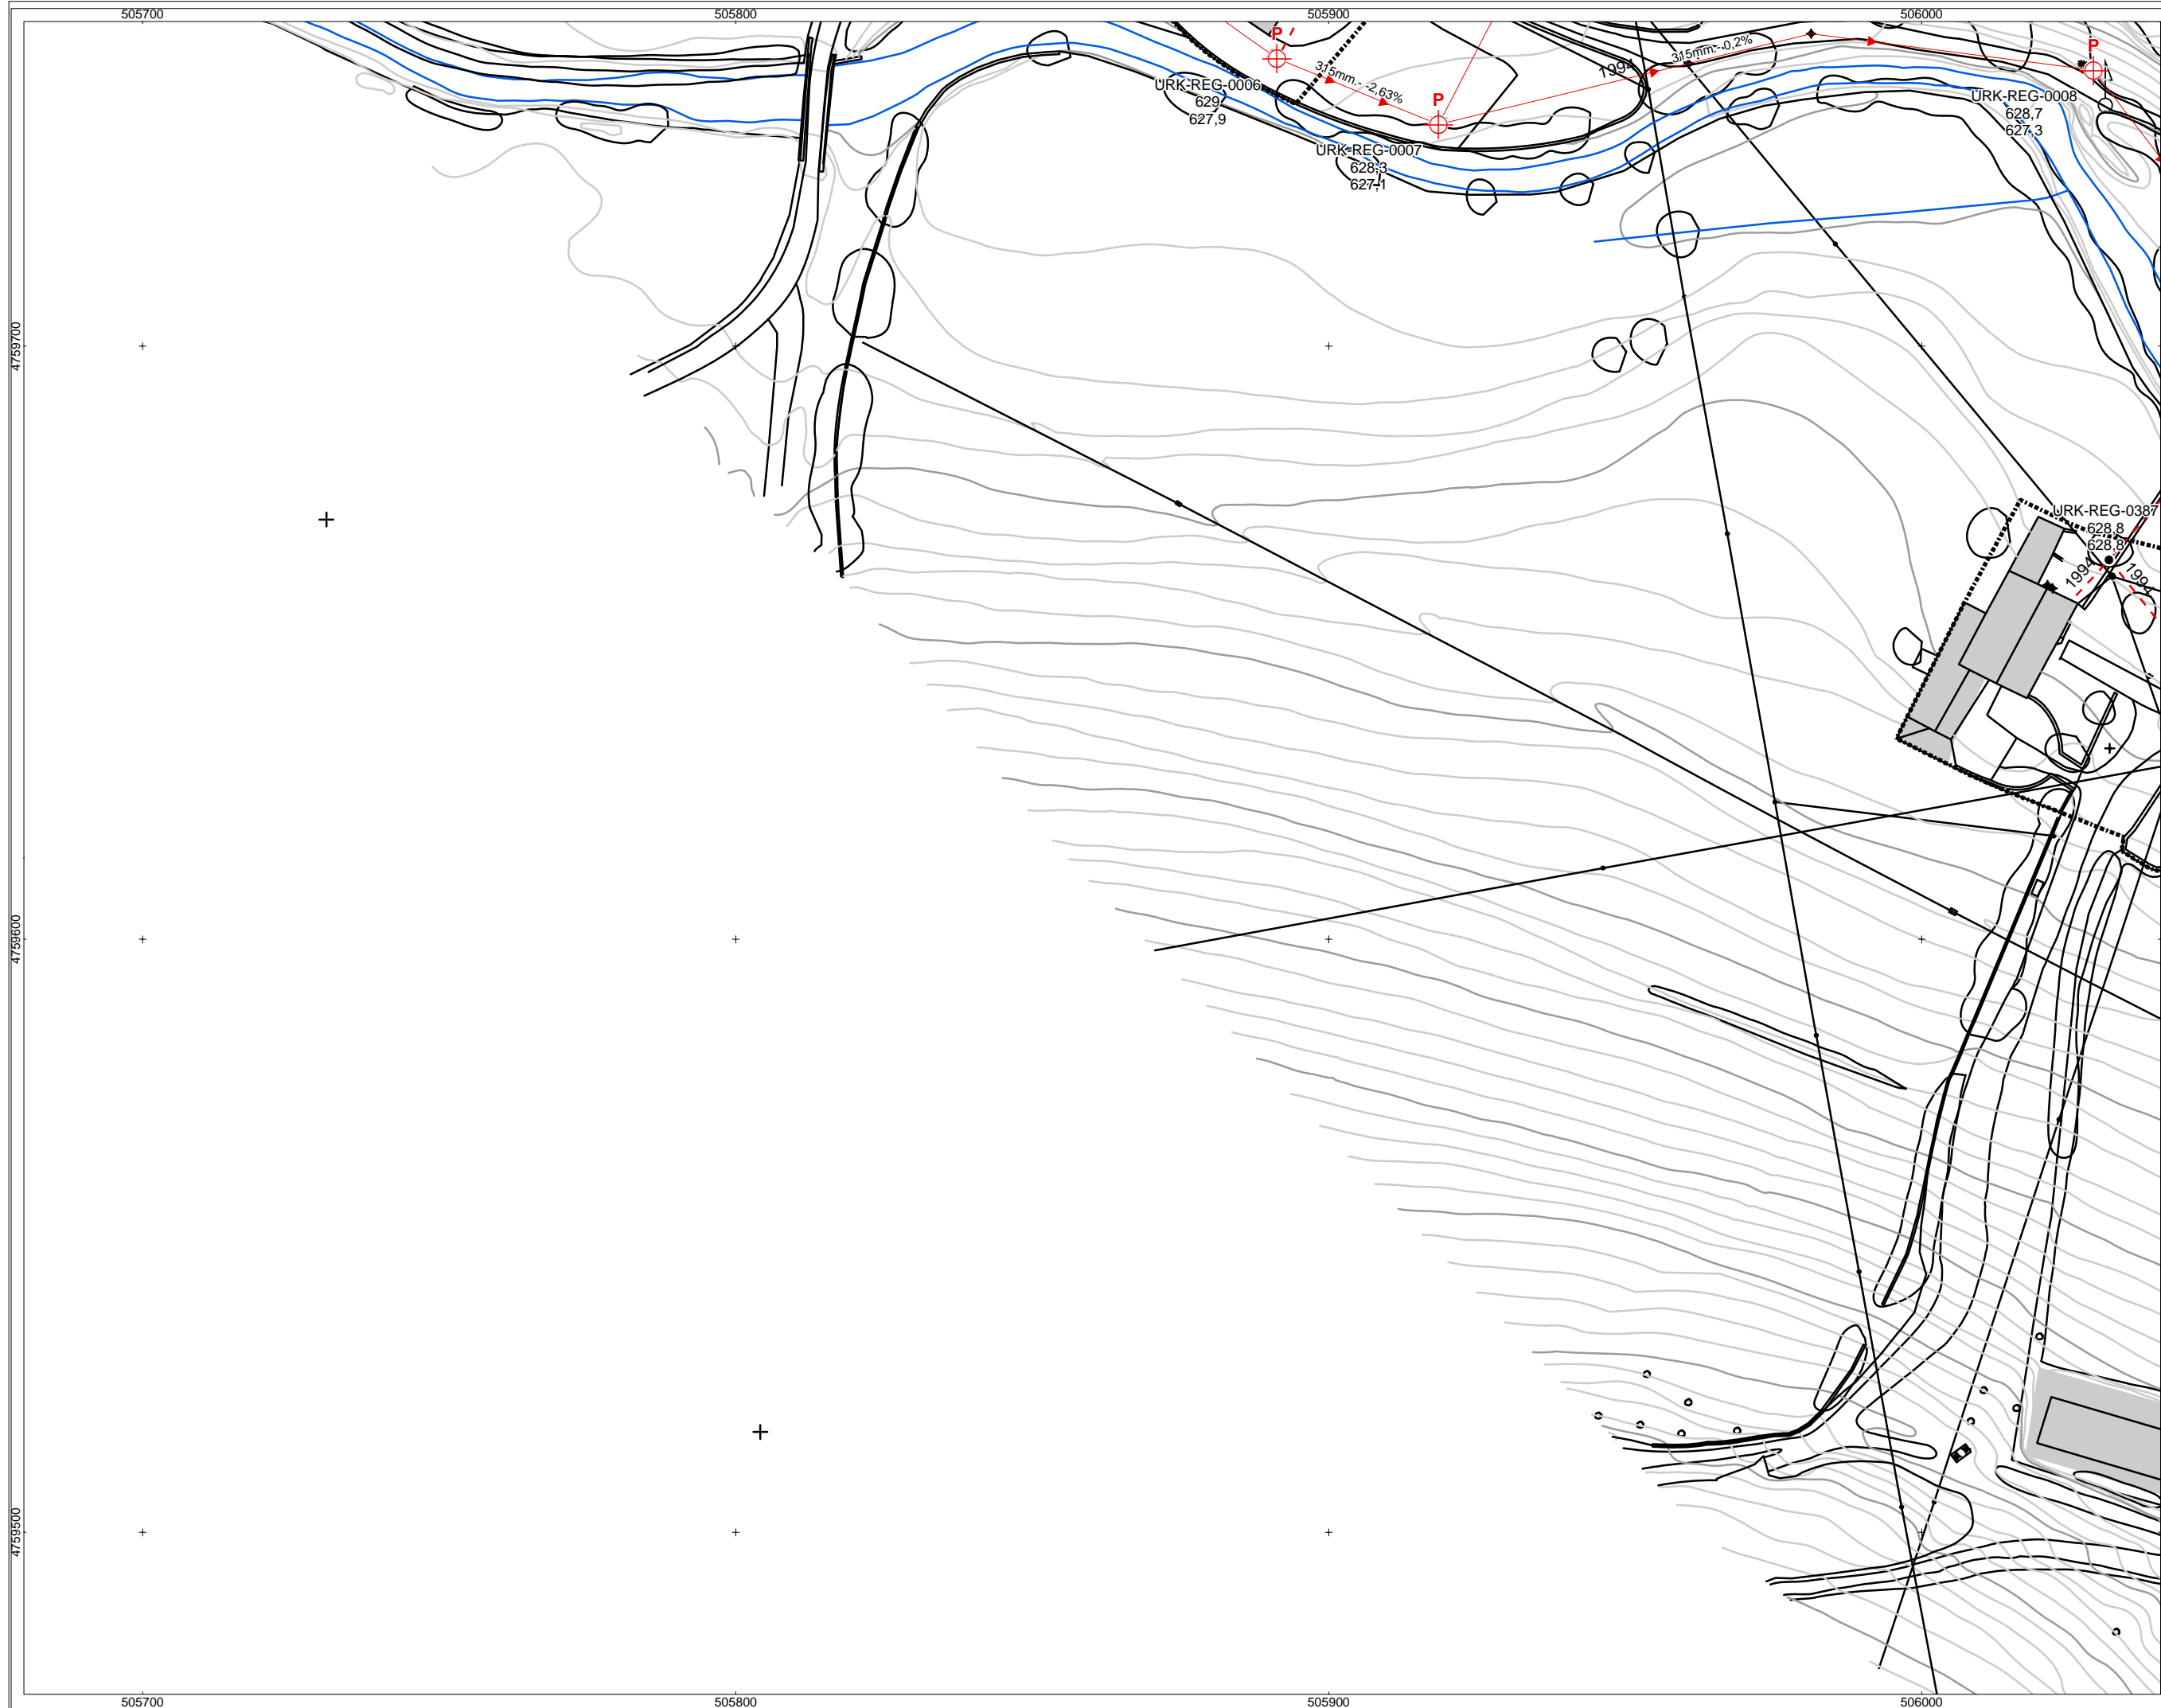 505700
505800
505900
506000
P
315mm.- -2,63%
P
1994
315mm.- 0,2%
P
URK-REG-0006
629
627,9
URK-REG-0007
628,3
627,1
URK-REG-0008
628,7
627,3
4759700
URK-REG-0387
628,8
628,8
1994
1994
4759600
4759500
505700
505800
505900
506000